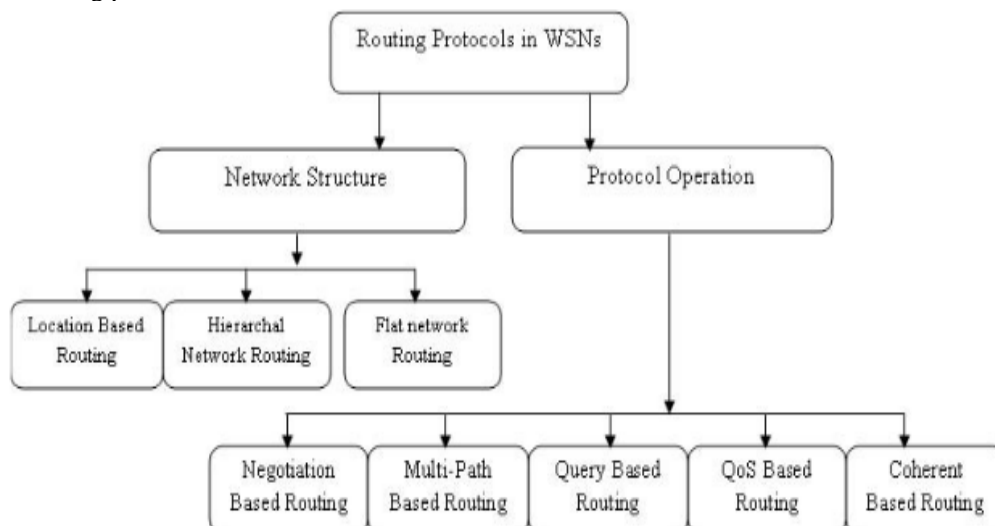 Routing Protocols in WSNs
Network Structure
Protocol Operation
Location Based
Routing
Hierarchal
Network Routing
Flat network
Routing
Negotiation
Based Routing
Multi-Path
Based Routing
Query Based
Routing
QoS Based
Routing
Coherent
Based Routing